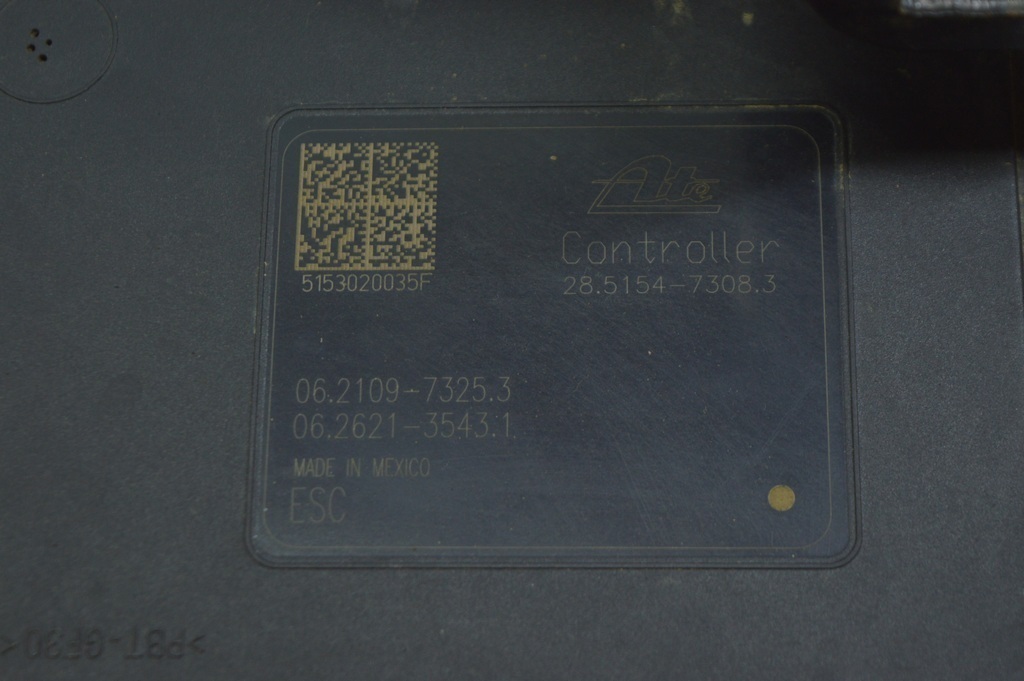 Ate
Controller
5153020035F
28.5154-7308.3
06.2109-7325.3
06.2621-3543.1
MADE IN MEXICO
ESC
>PBT-GF30<